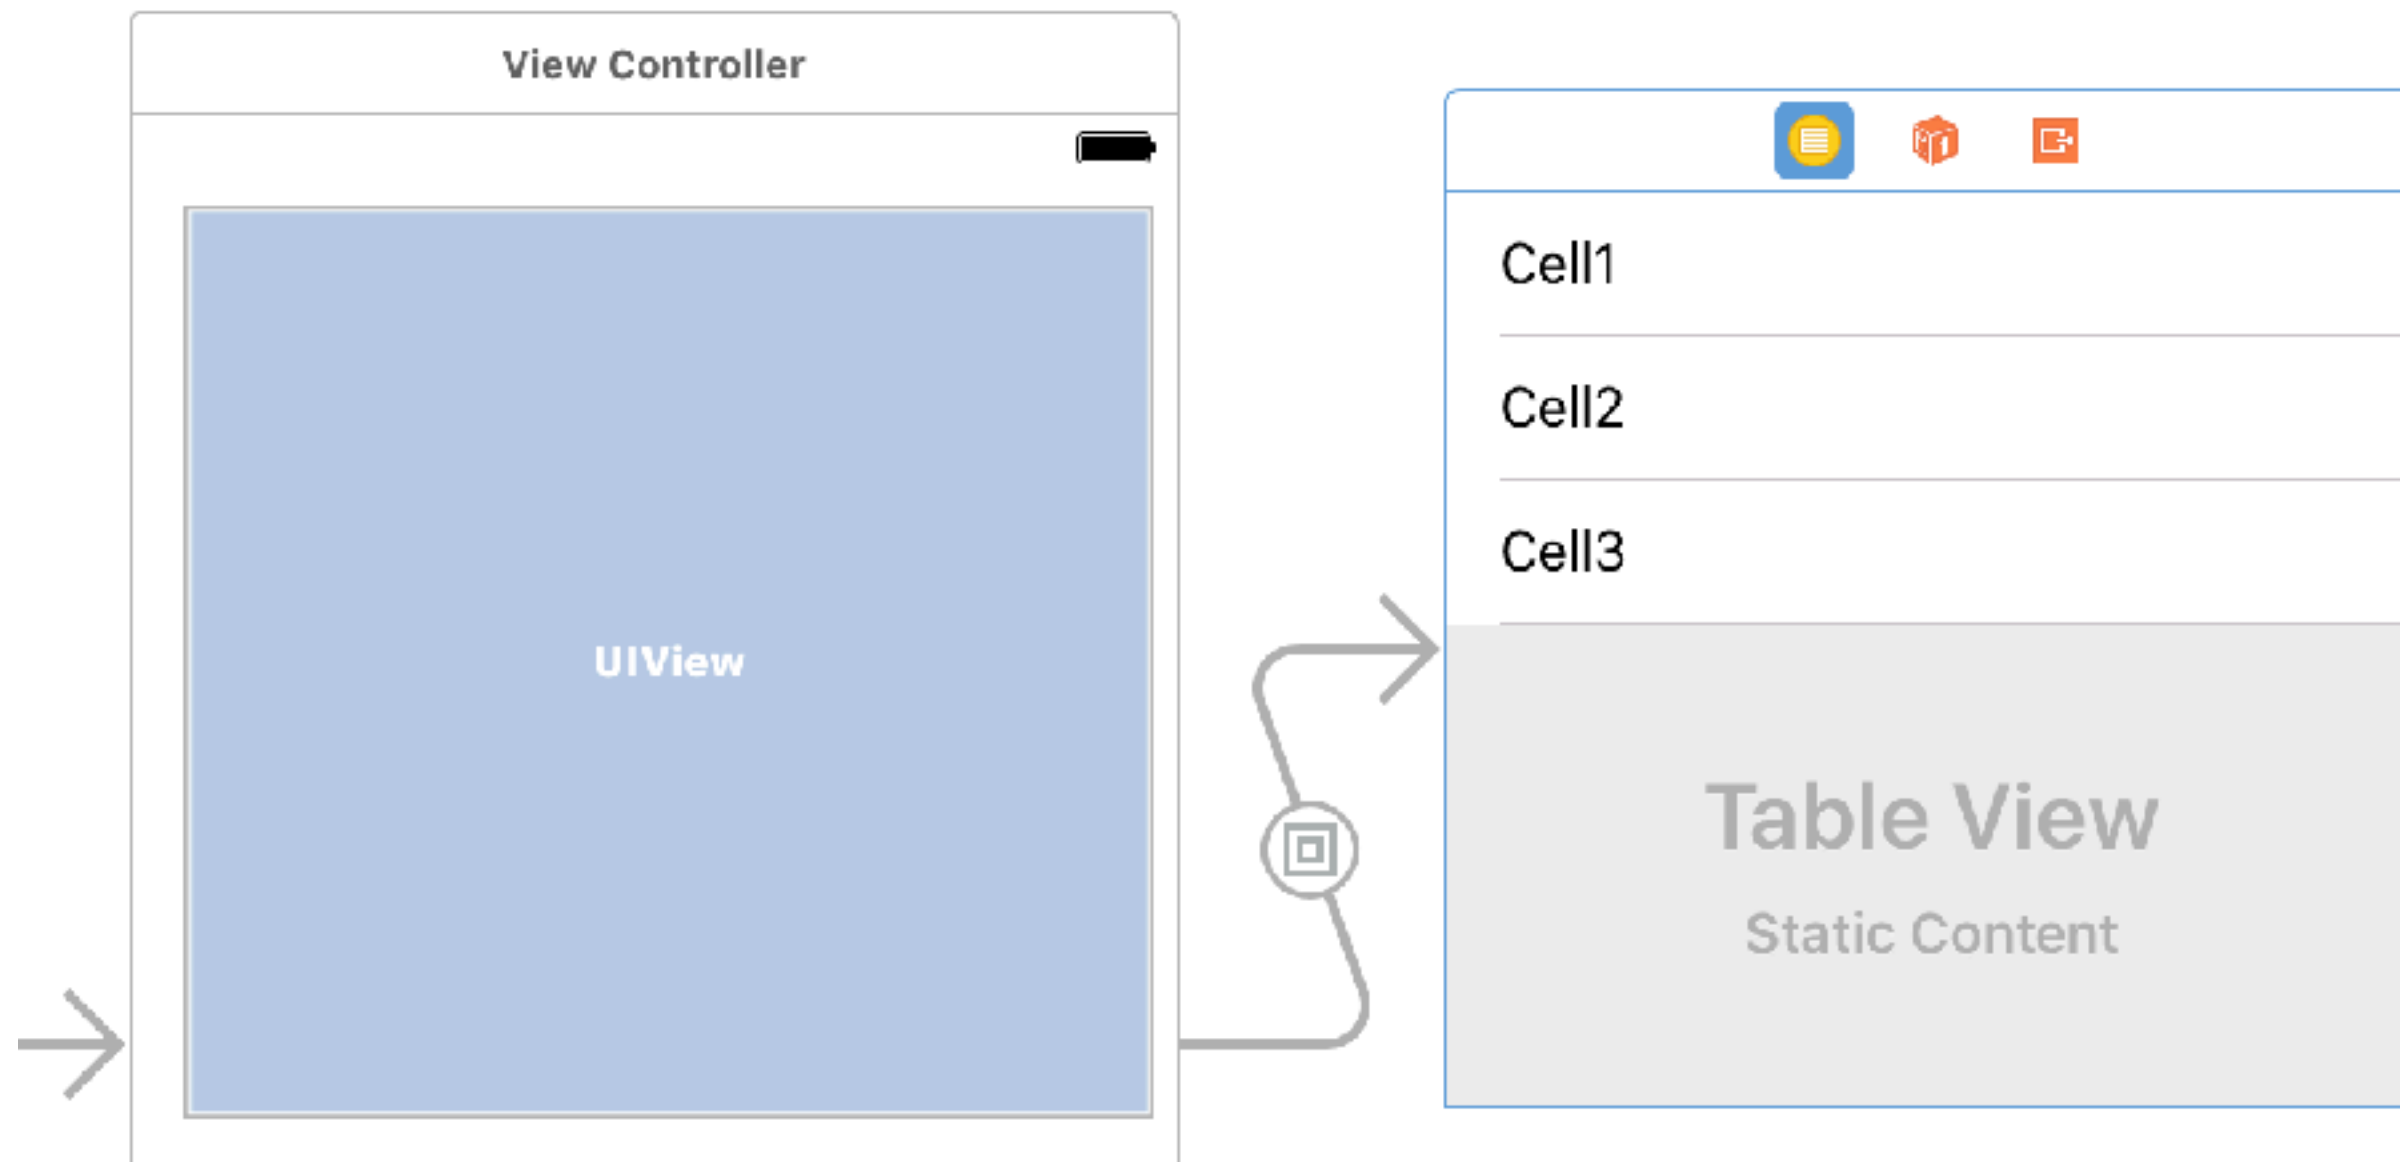 View Controller
UIView
Cell1
Cell2
Cell3
Table View
Static Content